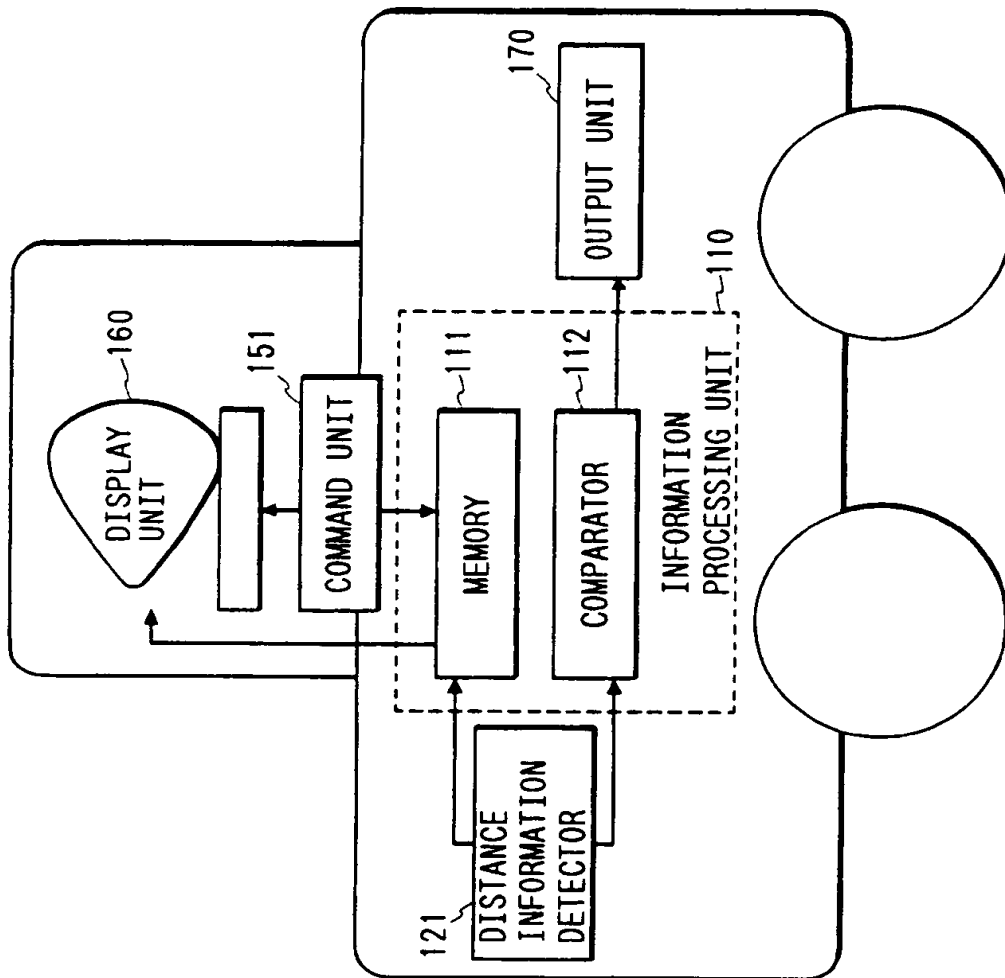 160
DISPLAY
UNIT
151
COMMAND UNIT
111
MEMORY
112
COMPARATOR
INFORMATION
PROCESSING UNIT
110
121
DISTANCE
INFORMATION
DETECTOR
170
OUTPUT UNIT